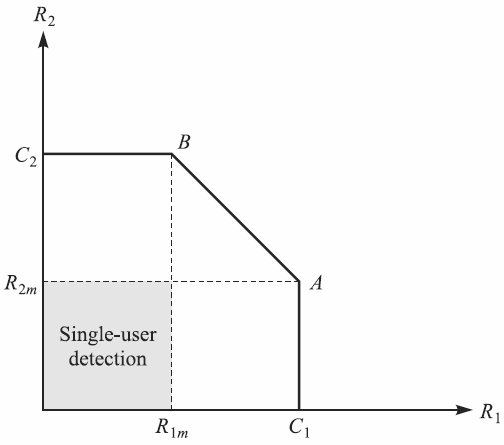 R₂
B
C₂
R₂ₘ
A
Single-user
detection
R₁
R₁ₘ
C₁